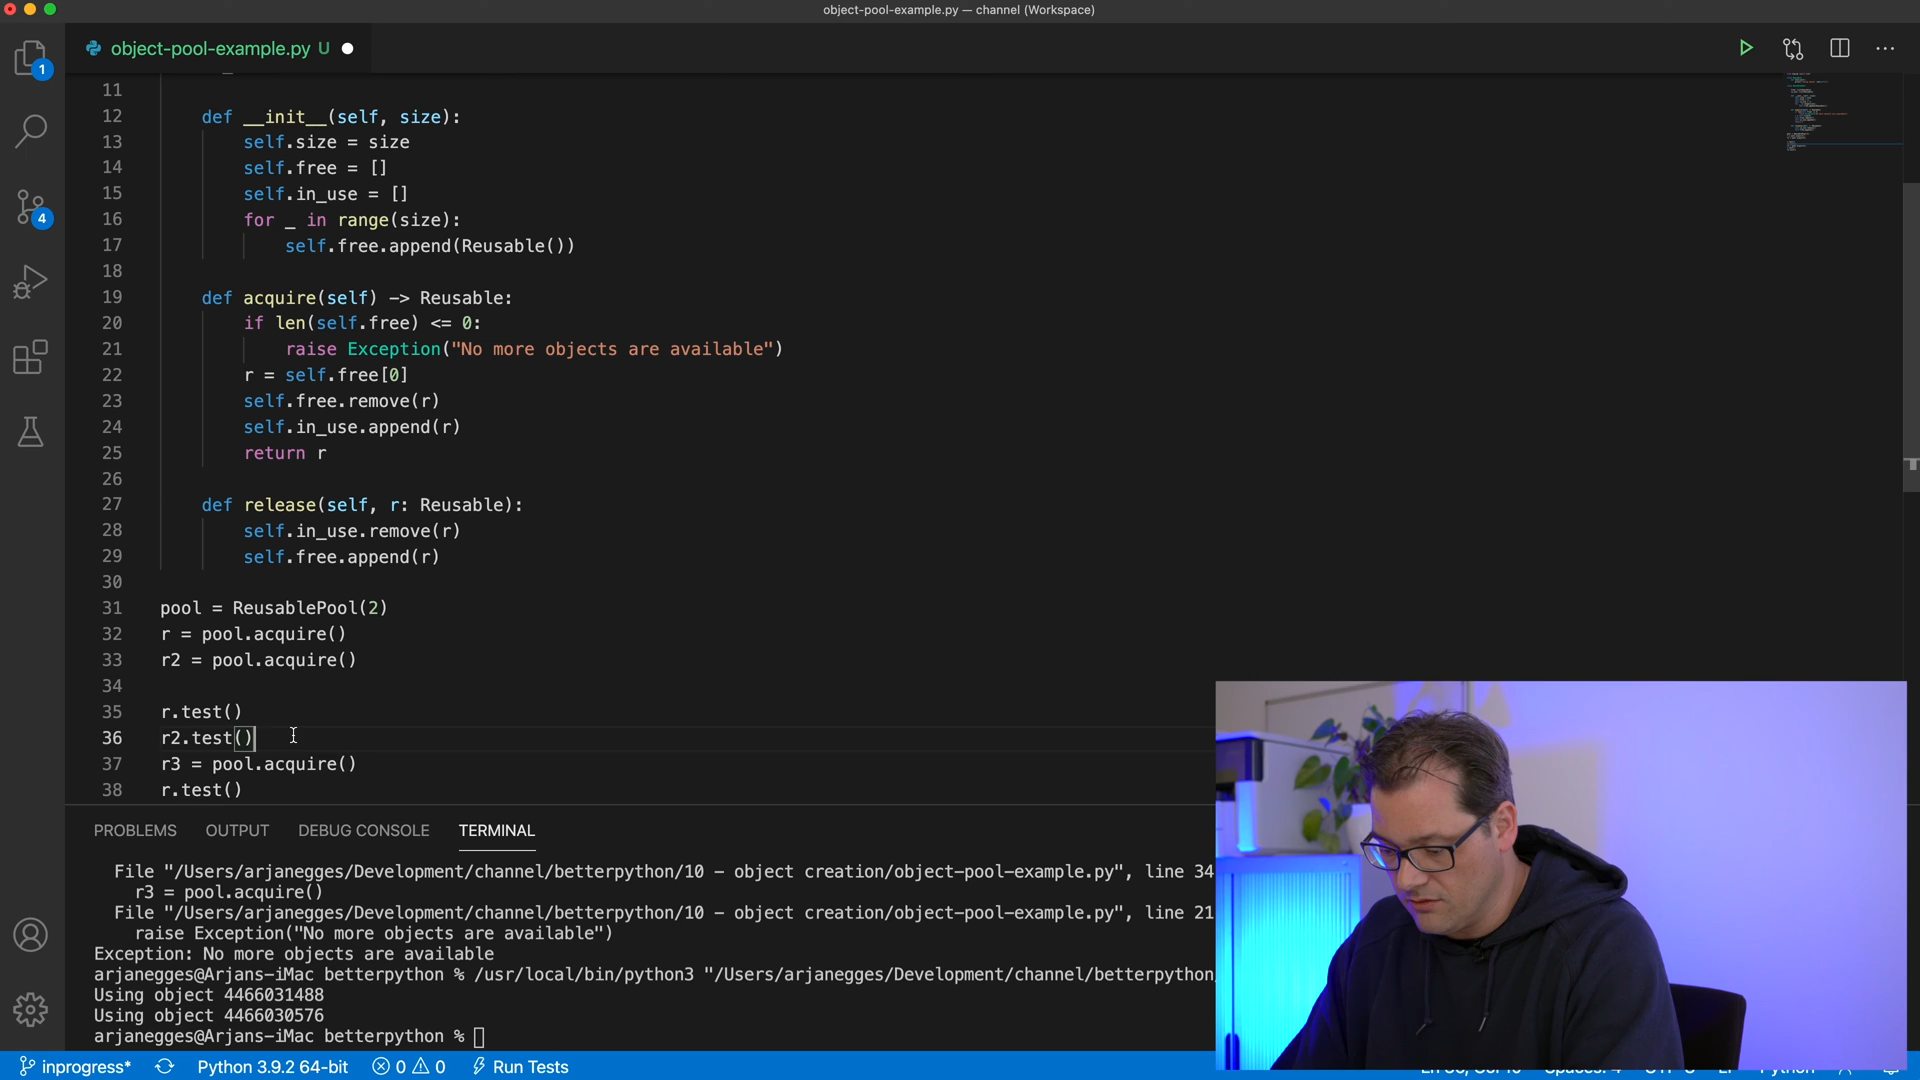 object-pool-example.py — channel (Workspace)
object-pool-example.py U
11
12 def __init__(self, size):
13 self.size = size
14 self.free = []
15 self.in_use = []
16 for _ in range(size):
17 self.free.append(Reusable())
18
19 def acquire(self) -> Reusable:
20 if len(self.free) <= 0:
21 raise Exception("No more objects are available")
22 r = self.free[0]
23 self.free.remove(r)
24 self.in_use.append(r)
25 return r
26
27 def release(self, r: Reusable):
28 self.in_use.remove(r)
29 self.free.append(r)
30
31 pool = ReusablePool(2)
32 r = pool.acquire()
33 r2 = pool.acquire()
34
35 r.test()
36 r2.test()
37 r3 = pool.acquire()
38 r.test()
1
4
PROBLEMS OUTPUT DEBUG CONSOLE TERMINAL
File "/Users/arjanegges/Development/channel/betterpython/10 - object creation/object-pool-example.py", line 34
r3 = pool.acquire()
File "/Users/arjanegges/Development/channel/betterpython/10 - object creation/object-pool-example.py", line 21
raise Exception("No more objects are available")
Exception: No more objects are available
arjanegges@Arjans-iMac betterpython % /usr/local/bin/python3 "/Users/arjanegges/Development/channel/betterpython
Using object 4466031488
Using object 4466030576
arjanegges@Arjans-iMac betterpython %
inprogress* Python 3.9.2 64-bit 0 0 Run Tests